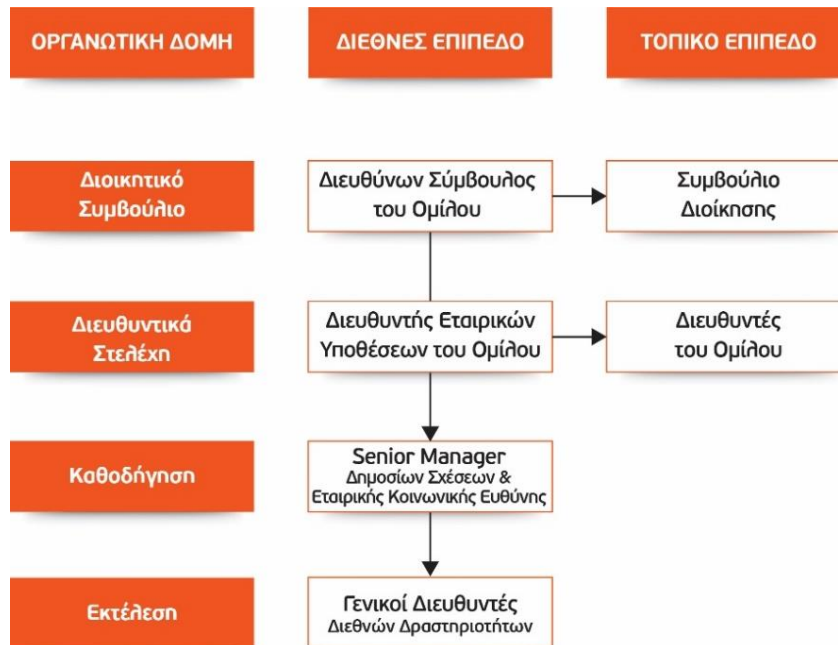 ΟΡΓΑΝΩΤΙΚΗ ΔΟΜΗ
ΔΙΕΘΝΕΣ ΕΠΙΠΕΔΟ
ΤΟΠΙΚΟ ΕΠΙΠΕΔΟ
Διοικητικό
Συμβούλιο
Διευθύνων Σύμβουλος
του Ομίλου
Συμβούλιο
Διοίκησης
Διευθυντικά
Στελέχη
Διευθυντής Εταιρικών
Υποθέσεων του Ομίλου
Διευθυντές
του Ομίλου
Καθοδήγηση
Senior Manager
Δημοσίων Σχέσεων &
Εταιρικής Κοινωνικής Ευθύνης
Εκτέλεση
Γενικοί Διευθυντές
Διεθνών Δραστηριοτήτων